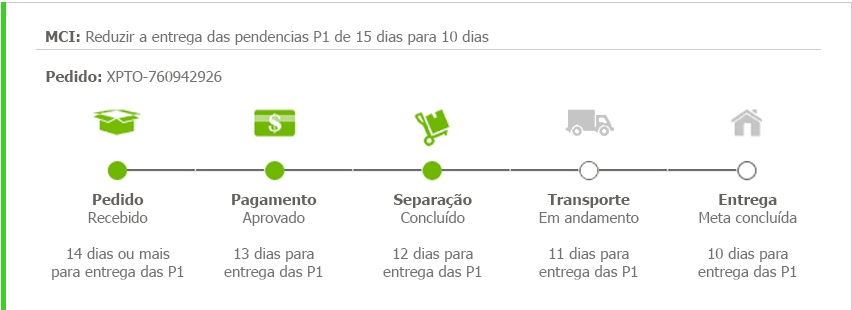 MCI: Reduzir a entrega das pendencias P1 de 15 dias para 10 dias
Pedido: XPTO-760942926
$
Pedido Pagamento Separação Transporte Entrega
Recebido Aprovado Concluído Em andamento Meta concluída
14 dias ou mais 13 dias para 12 dias para 11 dias para 10 dias para
para entrega das P1 entrega das P1 entrega das P1 entrega das P1 entrega das P1